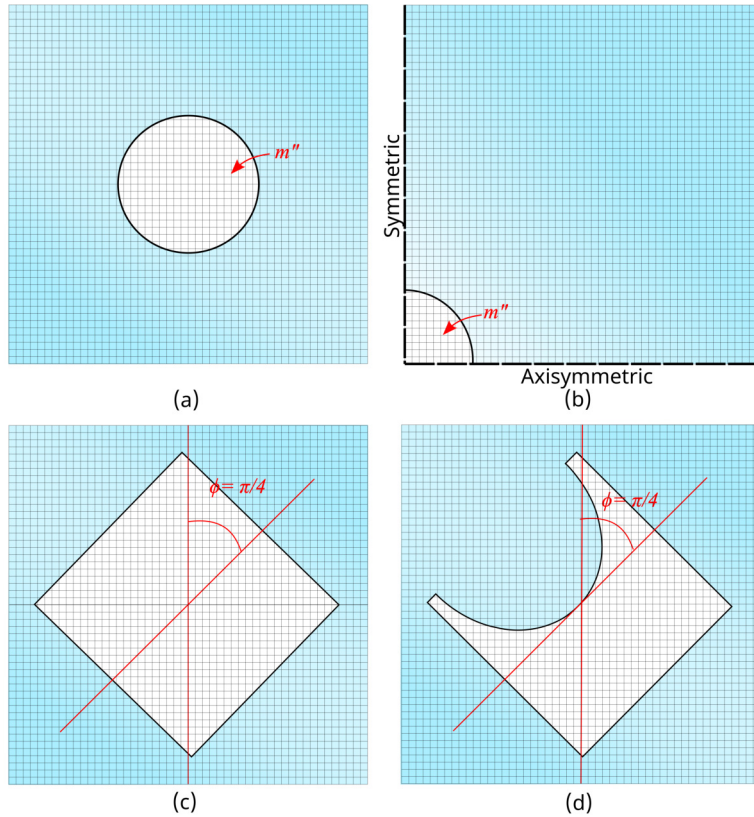 m"
(a)
Symmetric
m"
Axisymmetric
(b)
ϕ= π/4
(c)
ϕ= π/4
(d)